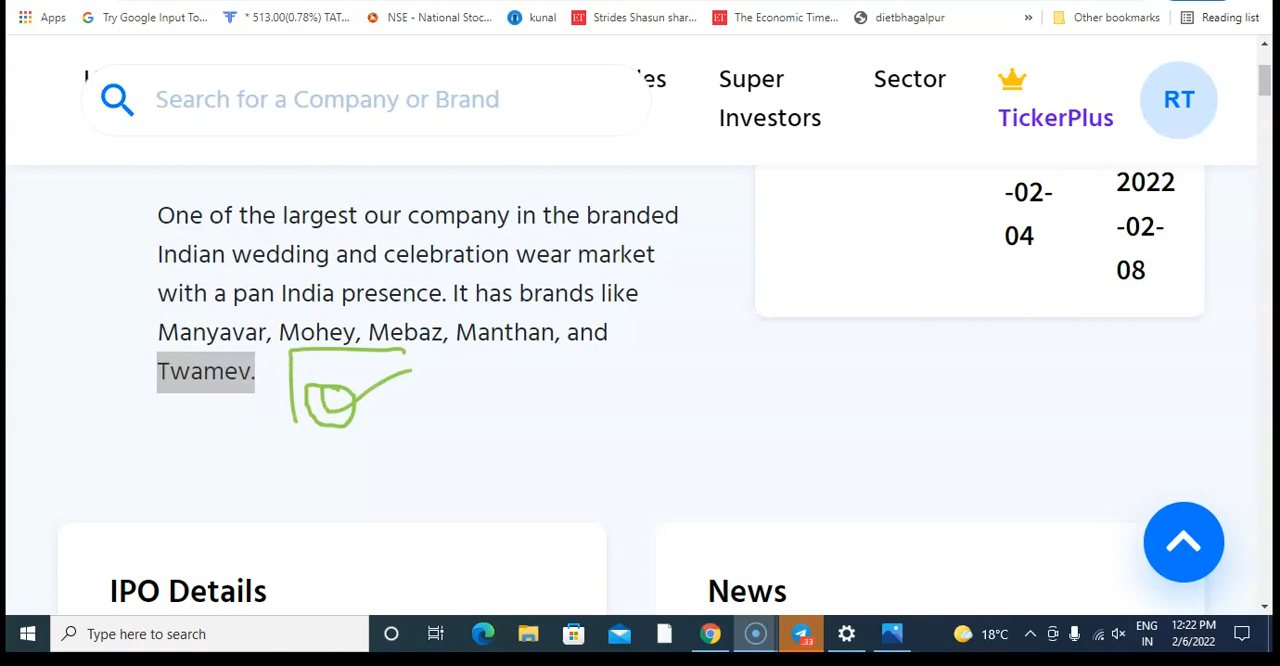 Apps
Try Google Input To...
* 513.00(0.78%) TAT...
NSE - National Stoc...
kunal
ET
Strides Shasun shar...
ET
The Economic Time...
dietbhagalpur
»
Other bookmarks
Reading list
Search for a Company or Brand
Super
Investors
Sector
TickerPlus
RT
One of the largest our company in the branded
Indian wedding and celebration wear market
with a pan India presence. It has brands like
Manyavar, Mohey, Mebaz, Manthan, and
Twamev.
-02-
04
2022
-02-
08
IPO Details
News
Type here to search
33
18°C
ENG
IN
12:22 PM
2/6/2022